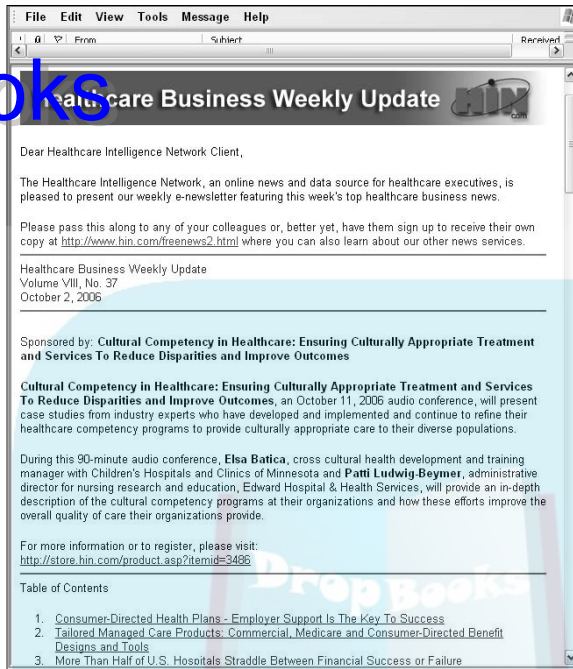 File Edit View Tools Message Help
From Subject Received
oks
Healthcare Business Weekly Update HIN
.com
Dear Healthcare Intelligence Network Client,
The Healthcare Intelligence Network, an online news and data source for healthcare executives, is
pleased to present our weekly e-newsletter featuring this week's top healthcare business news.
Please pass this along to any of your colleagues or, better yet, have them sign up to receive their own
copy at http://www.hin.com/freenews2.html where you can also learn about our other news services.
Healthcare Business Weekly Update
Volume VIII, No. 37
October 2, 2006
Sponsored by: Cultural Competency in Healthcare: Ensuring Culturally Appropriate Treatment
and Services To Reduce Disparities and Improve Outcomes
Cultural Competency in Healthcare: Ensuring Culturally Appropriate Treatment and Services
To Reduce Disparities and Improve Outcomes, an October 11, 2006 audio conference, will present
case studies from industry experts who have developed and implemented and continue to refine their
healthcare competency programs to provide culturally appropriate care to their diverse populations.
During this 90-minute audio conference, Elsa Batica, cross cultural health development and training
manager with Children's Hospitals and Clinics of Minnesota and Patti Ludwig-Beymer, administrative
director for nursing research and education, Edward Hospital & Health Services, will provide an in-depth
description of the cultural competency programs at their organizations and how these efforts improve the
overall quality of care their organizations provide.
For more information or to register, please visit:
http://store.hin.com/product.asp?itemid=3486
DropBooks
Table of Contents
1. Consumer-Directed Health Plans - Employer Support Is The Key To Success
2. Tailored Managed Care Products: Commercial, Medicare and Consumer-Directed Benefit
Designs and Tools
3. More Than Half of U.S. Hospitals Straddle Between Financial Success or Failure